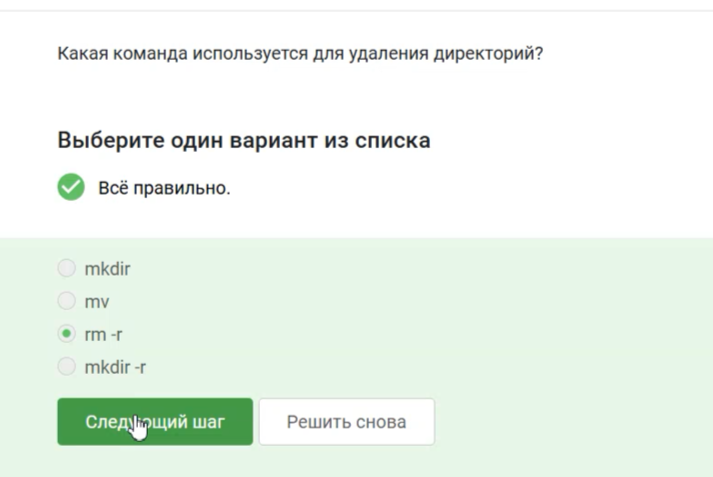 Какая команда используется для удаления директорий?
Выберите один вариант из списка
Всё правильно.
mkdir
mv
rm -r
mkdir -r
Следующий шаг
Решить снова